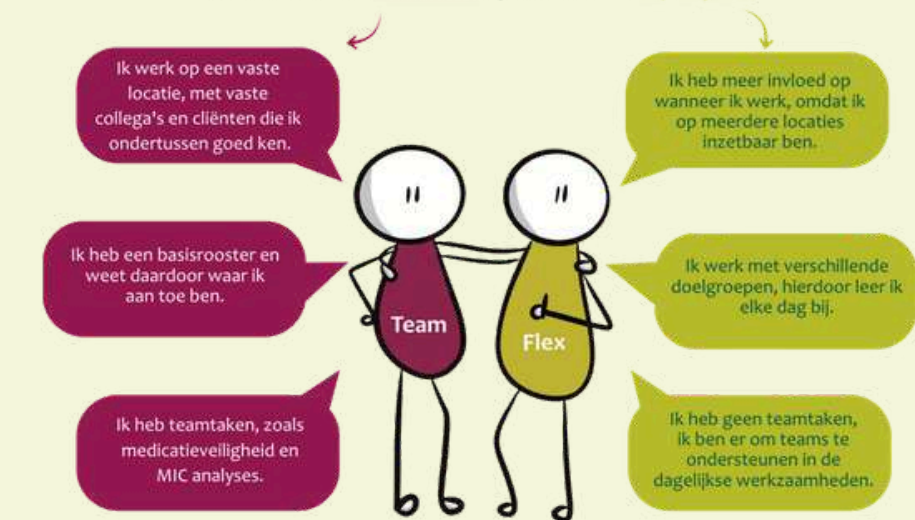 Ik werk op een vaste
locatie, met vaste
collega's en cliënten die ik
ondertussen goed ken.
Ik heb meer invloed op
wanneer ik werk, omdat ik
op meerdere locaties
inzetbaar ben.
Ik heb een basisrooster en
weet daardoor waar ik
aan toe ben.
Ik werk met verschillende
doelgroepen, hierdoor leer ik
elke dag bij.
Team
Flex
Ik heb teamtaken, zoals
medicatieveiligheid en
MIC analyses.
Ik heb geen teamtaken,
ik ben er om teams te
ondersteunen in de
dagelijkse werkzaamheden.